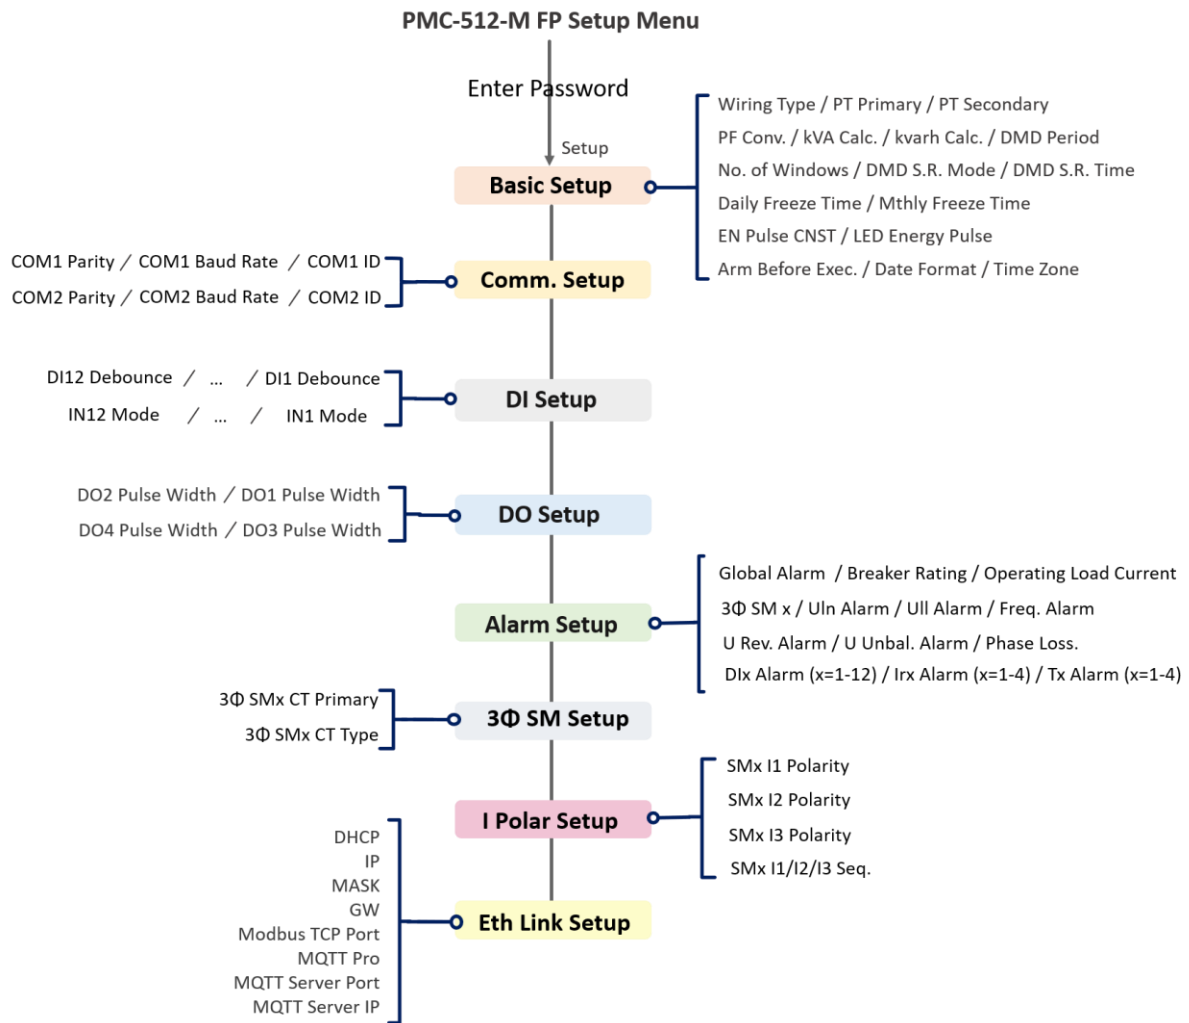 PMC-512-M FP Setup Menu
Enter Password
Setup
Basic Setup
Wiring Type / PT Primary / PT Secondary
PF Conv. / kVA Calc. / kvarh Calc. / DMD Period
No. of Windows / DMD S.R. Mode / DMD S.R. Time
Daily Freeze Time / Mthly Freeze Time
EN Pulse CNST / LED Energy Pulse
Arm Before Exec. / Date Format / Time Zone
COM1 Parity / COM1 Baud Rate / COM1 ID
COM2 Parity / COM2 Baud Rate / COM2 ID
Comm. Setup
DI12 Debounce / ... / DI1 Debounce
IN12 Mode / ... / IN1 Mode
DI Setup
DO2 Pulse Width / DO1 Pulse Width
DO4 Pulse Width / DO3 Pulse Width
DO Setup
Alarm Setup
Global Alarm / Breaker Rating / Operating Load Current
3Φ SM x / Uln Alarm / Ull Alarm / Freq. Alarm
U Rev. Alarm / U Unbal. Alarm / Phase Loss.
DIx Alarm (x=1-12) / Irx Alarm (x=1-4) / Tx Alarm (x=1-4)
3Φ SMx CT Primary
3Φ SMx CT Type
3Φ SM Setup
I Polar Setup
SMx I1 Polarity
SMx I2 Polarity
SMx I3 Polarity
SMx I1/I2/I3 Seq.
DHCP
IP
MASK
GW
Modbus TCP Port
MQTT Pro
MQTT Server Port
MQTT Server IP
Eth Link Setup